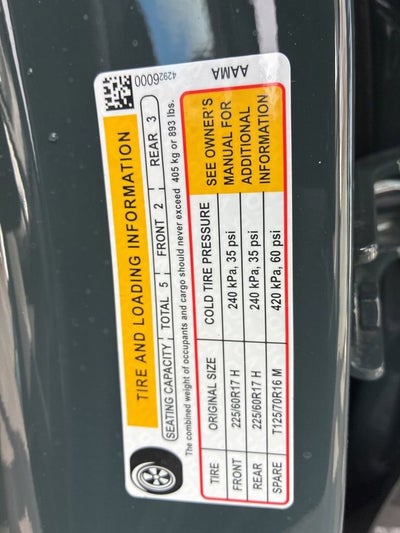 TIRE AND LOADING INFORMATION
SEATING CAPACITY TOTAL 5 FRONT 2 REAR 3
The combined weight of occupants and cargo should never exceed 405 kg or 893 lbs.
TIRE ORIGINAL SIZE COLD TIRE PRESSURE
FRONT 225/60R17 H 240 kPa, 35 psi
REAR 225/60R17 H 240 kPa, 35 psi
SPARE T125/70R16 M 420 kPa, 60 psi
SEE OWNER'S
MANUAL FOR
ADDITIONAL
INFORMATION
42926000
AAMA